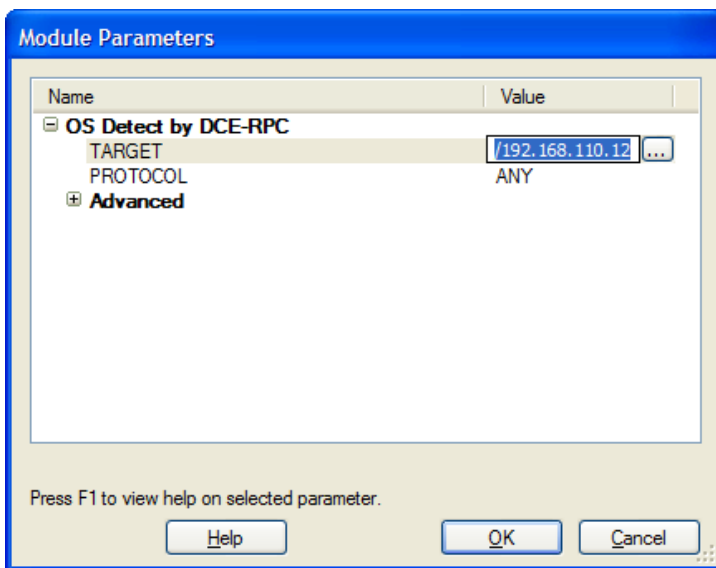 Module Parameters
Name Value
OS Detect by DCE-RPC
TARGET /192.168.110.12 ...
PROTOCOL ANY
Advanced
Press F1 to view help on selected parameter.
Help OK Cancel